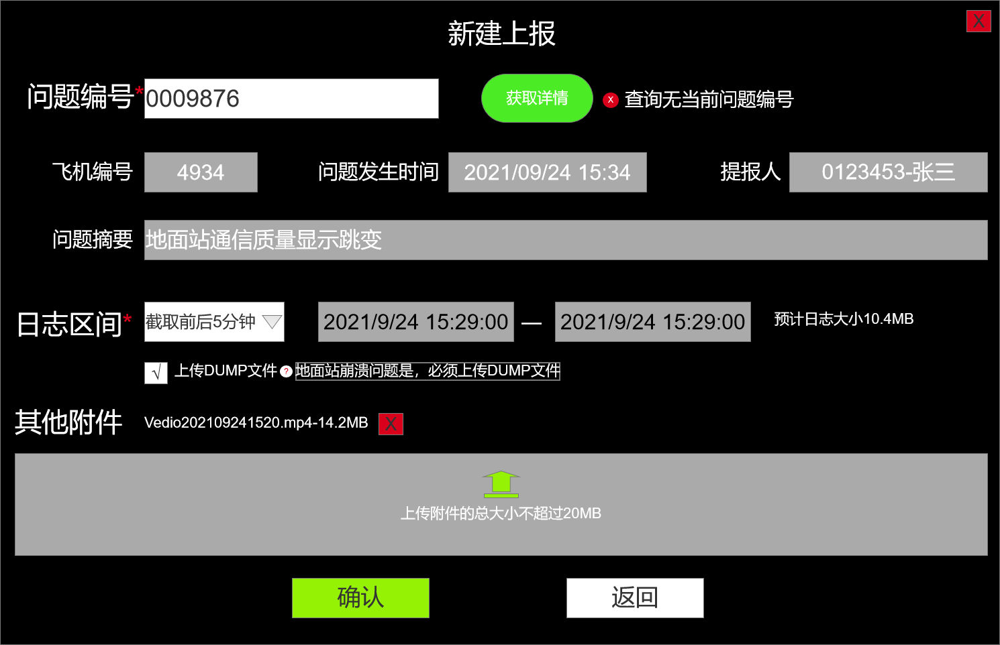 新建上报
X
问题编号*
0009876
获取详情
x
查询无当前问题编号
飞机编号
4934
问题发生时间
2021/09/24 15:34
提报人
0123453-张三
问题摘要
地面站通信质量显示跳变
日志区间*
截取前后5分钟
2021/9/24 15:29:00
—
2021/9/24 15:29:00
预计日志大小10.4MB
√
上传DUMP文件
?
地面站崩溃问题是，必须上传DUMP文件
其他附件
Vedio202109241520.mp4-14.2MB
X
上传附件的总大小不超过20MB
确认
返回